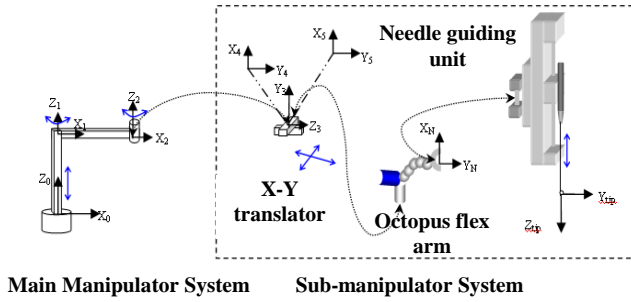 X5
X4
Needle guiding
unit
Y5
Y4
Z2
Y3
Z1
X1
X2
Z3
XN
Z0
X-Y
translator
YN
X0
Octopus flex
arm
Ytip
Ztip
Main Manipulator System
Sub-manipulator System